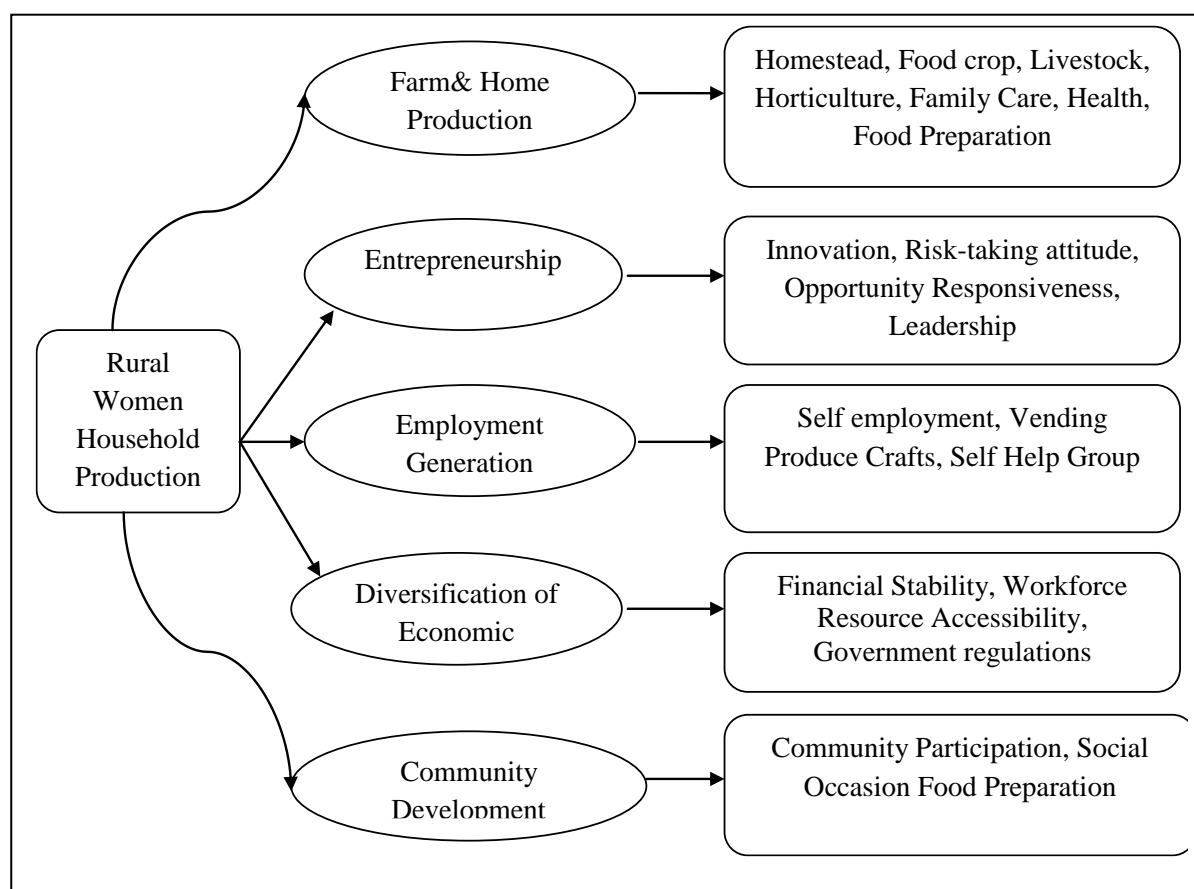 Farm& Home
Production
Homestead, Food crop, Livestock,
Horticulture, Family Care, Health,
Food Preparation
Entrepreneurship
Innovation, Risk-taking attitude,
Opportunity Responsiveness,
Leadership
Rural
Women
Household
Production
Employment
Generation
Self employment, Vending
Produce Crafts, Self Help Group
Diversification of
Economic
Financial Stability, Workforce
Resource Accessibility,
Government regulations
Community
Development
Community Participation, Social
Occasion Food Preparation